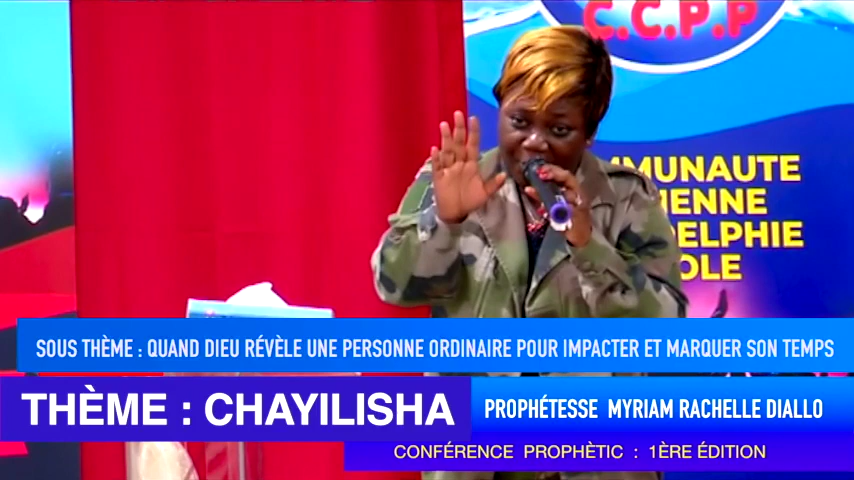 C.C.P.P
MMUNAUTE
IENNE
DELPHIE
OLE
SOUS THÈME : QUAND DIEU RÉVÈLE UNE PERSONNE ORDINAIRE POUR IMPACTER ET MARQUER SON TEMPS
THÈME : CHAYILISHA
PROPHÉTESSE MYRIAM RACHELLE DIALLO
CONFÉRENCE PROPHÈTIC : 1ÈRE ÉDITION